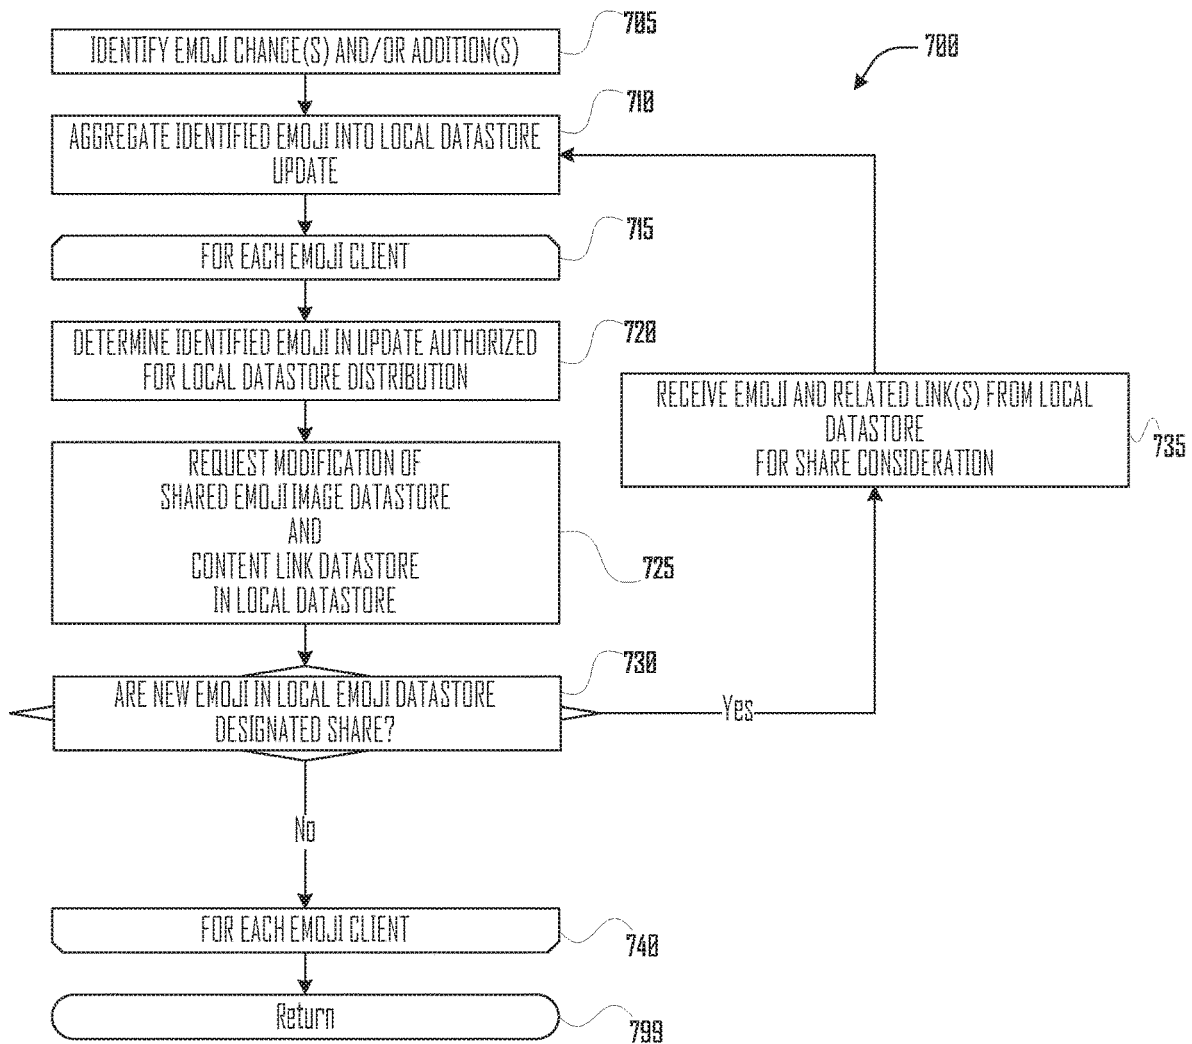 705
IDENTIFY EMOJI CHANGE(S) AND/OR ADDITION(S)
700
710
AGGREGATE IDENTIFIED EMOJI INTO LOCAL DATASTORE
UPDATE
715
FOR EACH EMOJI CLIENT
720
DETERMINE IDENTIFIED EMOJI IN UPDATE AUTHORIZED
FOR LOCAL DATASTORE DISTRIBUTION
RECEIVE EMOJI AND RELATED LINK(S) FROM LOCAL
DATASTORE
FOR SHARE CONSIDERATION
735
REQUEST MODIFICATION OF
SHARED EMOJI IMAGE DATASTORE
AND
CONTENT LINK DATASTORE
IN LOCAL DATASTORE
725
730
ARE NEW EMOJI IN LOCAL EMOJI DATASTORE
DESIGNATED SHARE?
Yes
No
FOR EACH EMOJI CLIENT
740
Return
799